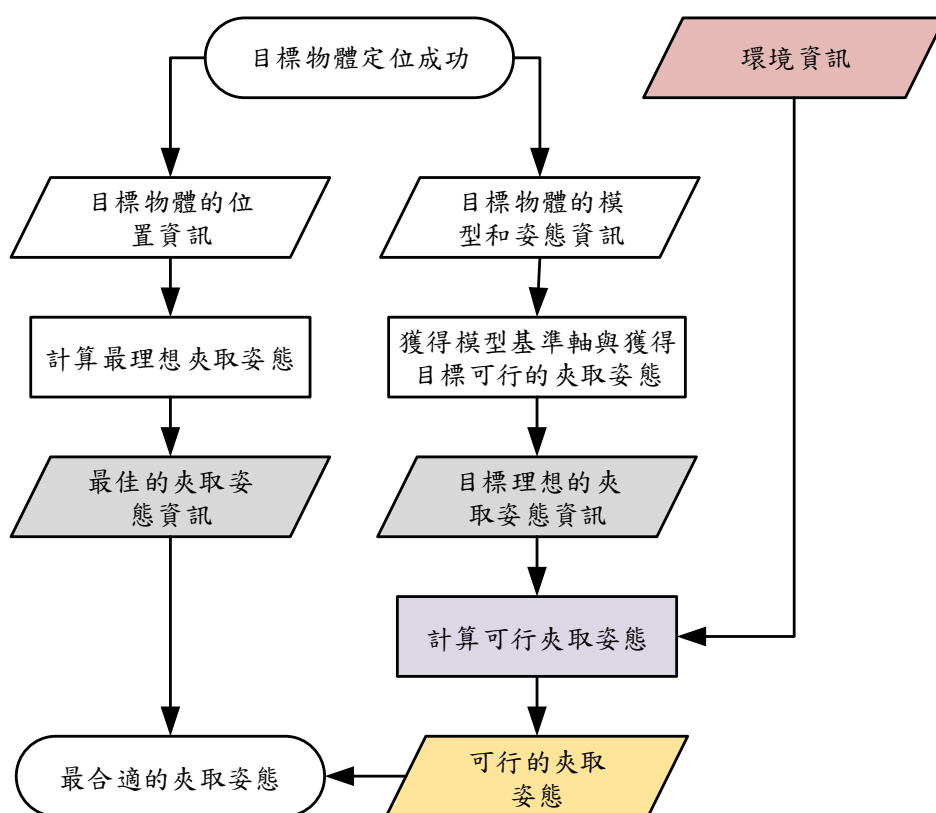 目標物體定位成功
環境資訊
目標物體的位
置資訊
目標物體的模
型和姿態資訊
計算最理想夾取姿態
獲得模型基準軸與獲得
目標可行的夾取姿態
最佳的夾取姿
態資訊
目標理想的夾
取姿態資訊
計算可行夾取姿態
最合適的夾取姿態
可行的夾取
姿態